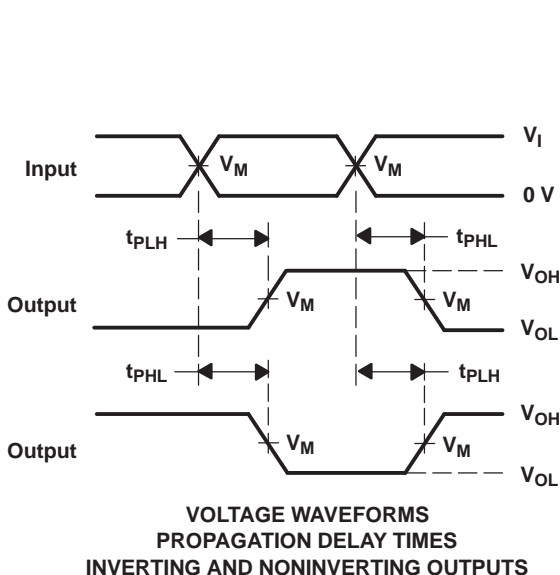 V_I
Input
V_M
V_M
0 V
t_PLH
t_PHL
V_OH
Output
V_M
V_M
V_OL
t_PHL
t_PLH
V_OH
Output
V_M
V_M
V_OL
VOLTAGE WAVEFORMS
PROPAGATION DELAY TIMES
INVERTING AND NONINVERTING OUTPUTS